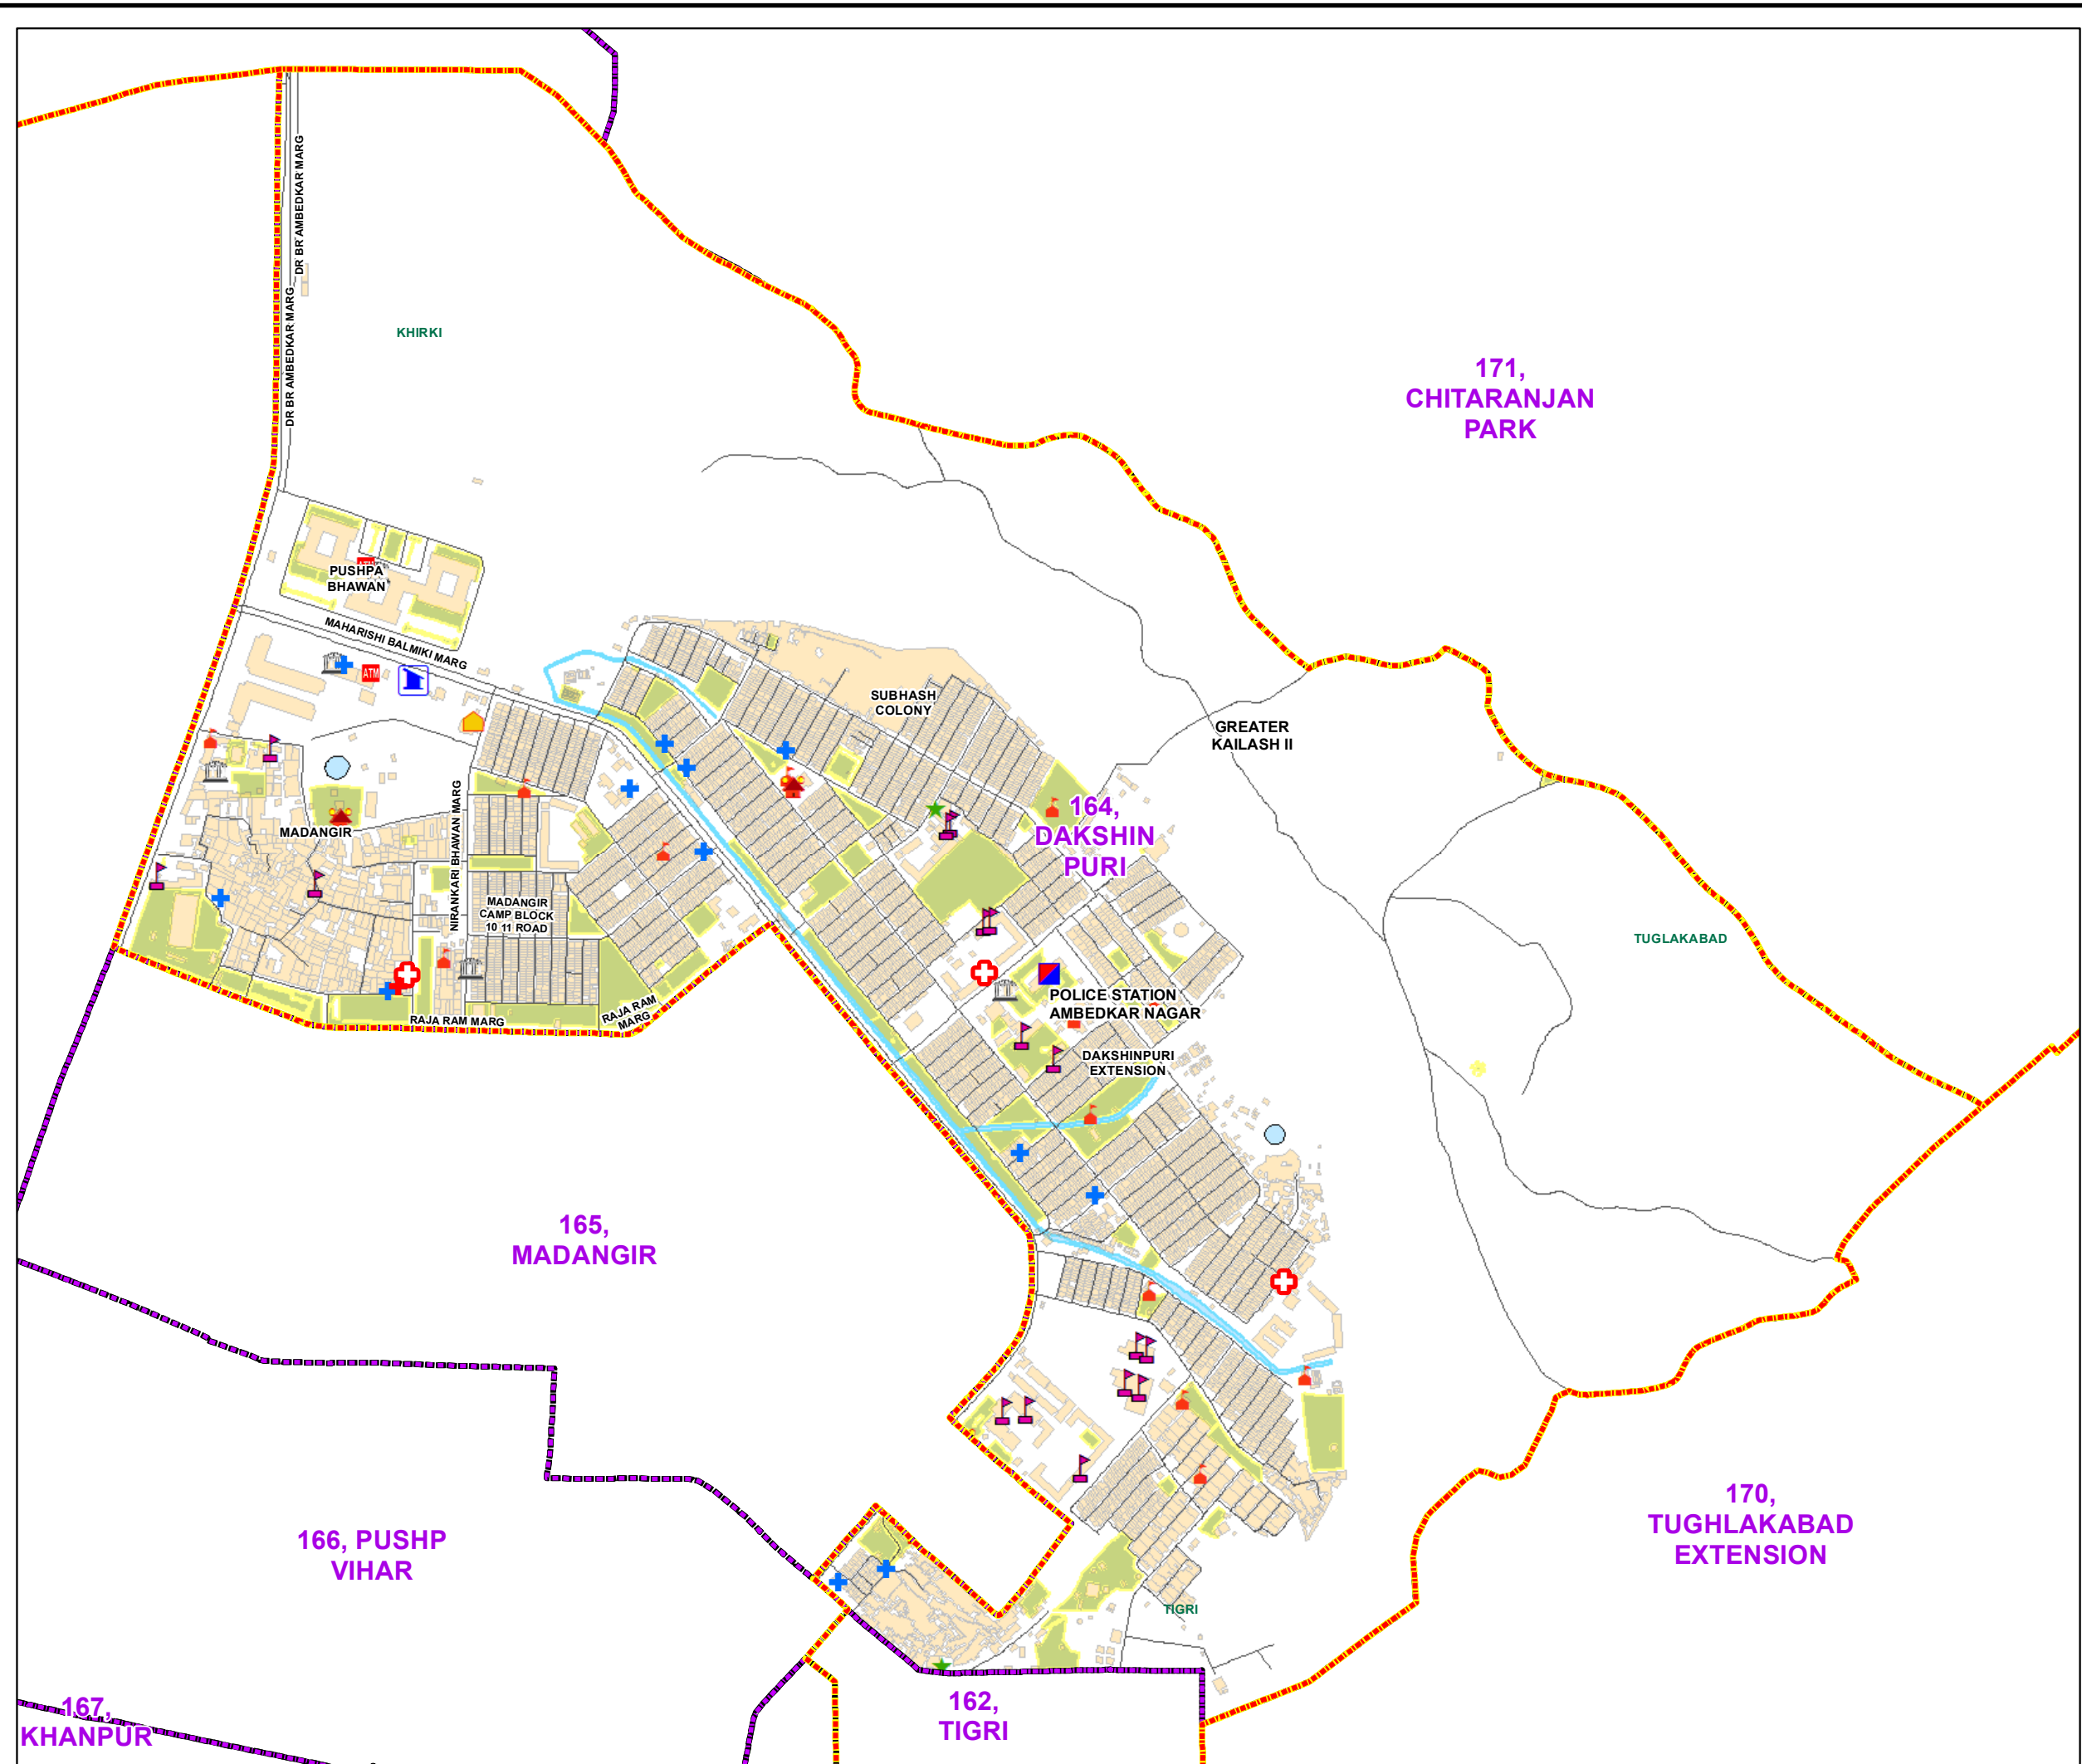 DR BR AMBEDKAR MARG
DR BR AMBEDKAR MARG
KHIRKI
171,
CHITARANJAN
PARK
PUSHPA
BHAWAN
MAHARISHI BALMIKI MARG
ATM
SUBHASH
COLONY
GREATER
KAILASH II
164,
DAKSHIN
PURI
MADANGIR
NIRANKARI BHAWAN MARG
MADANGIR
CAMP BLOCK
10 11 ROAD
TUGLAKABAD
POLICE STATION
AMBEDKAR NAGAR
RAJA RAM MARG
RAJA RAM
MARG
DAKSHINPURI
EXTENSION
165,
MADANGIR
166, PUSHP
VIHAR
170,
TUGHLAKABAD
EXTENSION
TIGRI
167,
KHANPUR
162,
TIGRI